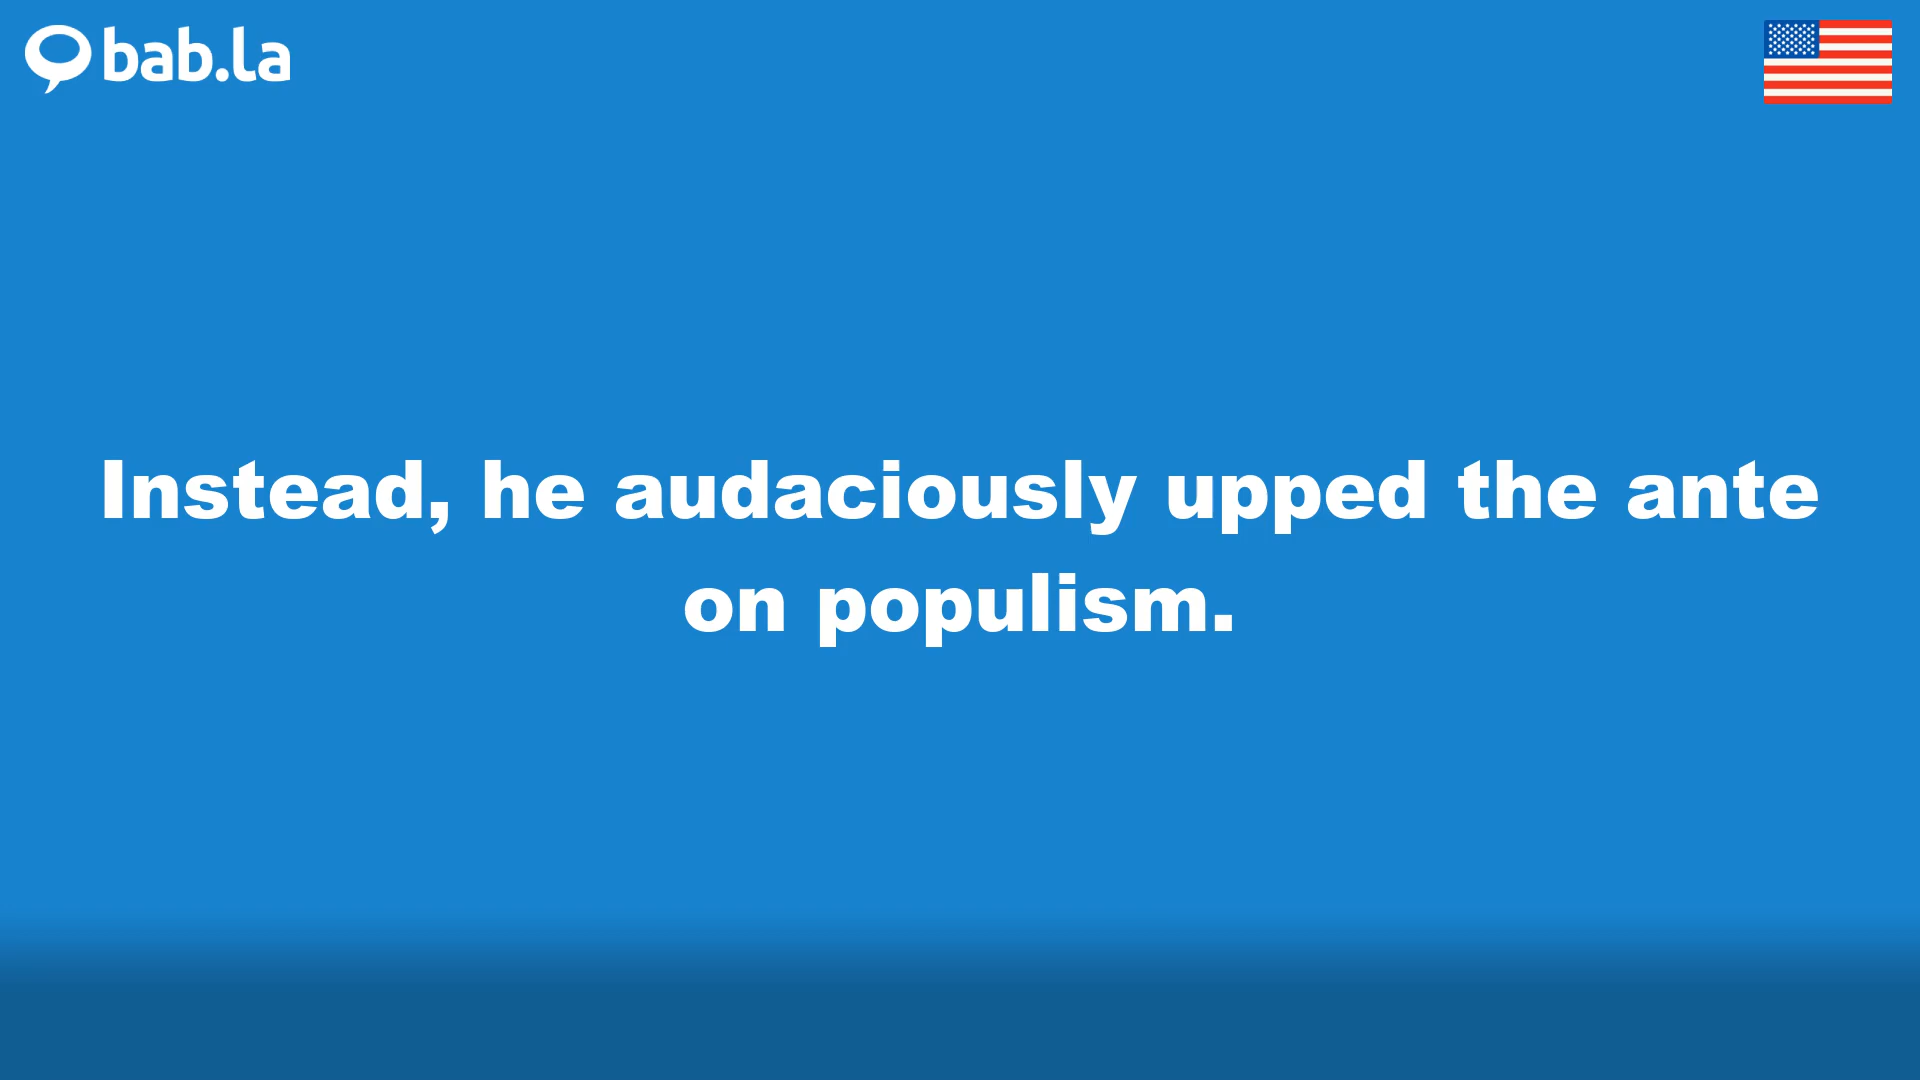 bab.la
Instead, he audaciously upped the ante
on populism.